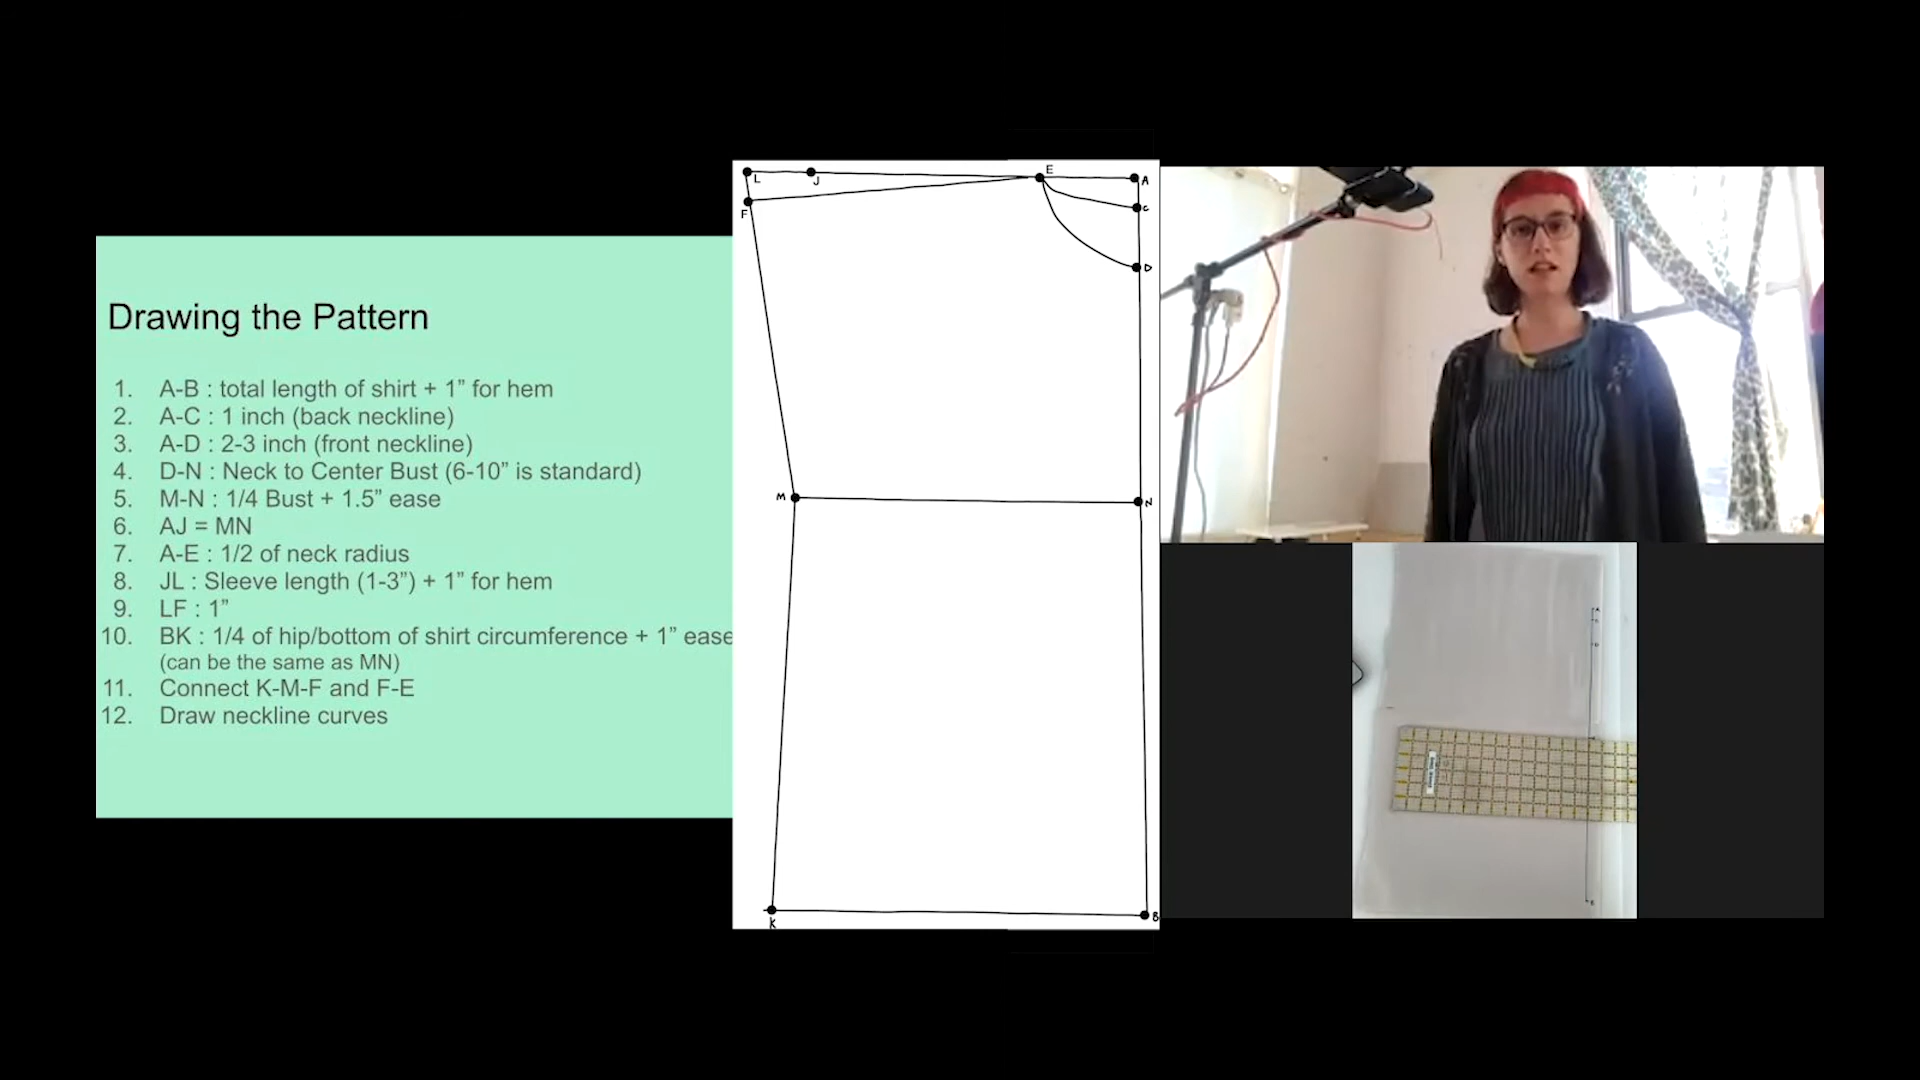 Drawing the Pattern
1. A-B : total length of shirt + 1” for hem
2. A-C : 1 inch (back neckline)
3. A-D : 2-3 inch (front neckline)
4. D-N : Neck to Center Bust (6-10” is standard)
5. M-N : 1/4 Bust + 1.5” ease
6. AJ = MN
7. A-E : 1/2 of neck radius
8. JL : Sleeve length (1-3”) + 1” for hem
9. LF : 1”
10. BK : 1/4 of hip/bottom of shirt circumference + 1” ease
(can be the same as MN)
11. Connect K-M-F and F-E
12. Draw neckline curves
L
J
E
A
F
C
D
M
N
K
B